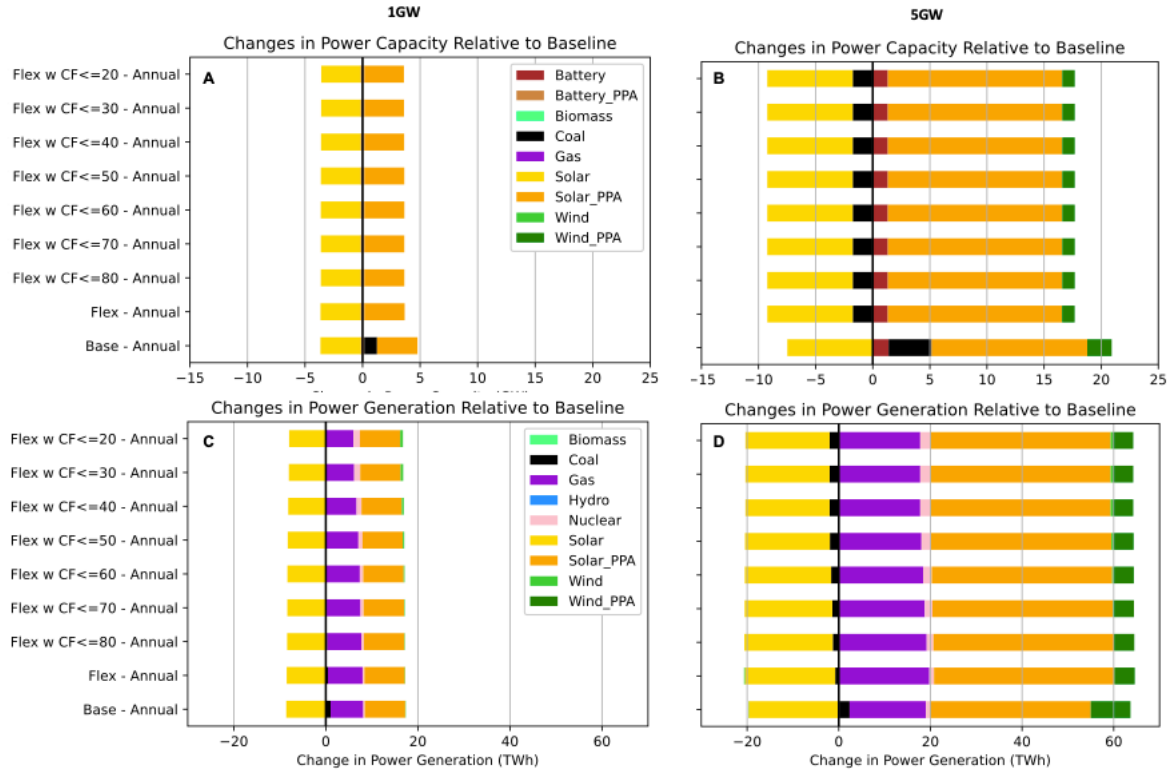 1GW
5GW
Changes in Power Capacity Relative to Baseline
Changes in Power Capacity Relative to Baseline
A
B
Flex w CF<=20 - Annual
Flex w CF<=30 - Annual
Flex w CF<=40 - Annual
Flex w CF<=50 - Annual
Flex w CF<=60 - Annual
Flex w CF<=70 - Annual
Flex w CF<=80 - Annual
Flex - Annual
Base - Annual
Battery
Battery_PPA
Biomass
Coal
Gas
Solar
Solar_PPA
Wind
Wind_PPA
−15 −10 −5 0 5 10 15 20 25
−15 −10 −5 0 5 10 15 20 25
Changes in Power Generation Relative to Baseline
Changes in Power Generation Relative to Baseline
C
D
Flex w CF<=20 - Annual
Flex w CF<=30 - Annual
Flex w CF<=40 - Annual
Flex w CF<=50 - Annual
Flex w CF<=60 - Annual
Flex w CF<=70 - Annual
Flex w CF<=80 - Annual
Flex - Annual
Base - Annual
Biomass
Coal
Gas
Hydro
Nuclear
Solar
Solar_PPA
Wind
Wind_PPA
−20 0 20 40 60
−20 0 20 40 60
Change in Power Generation (TWh)
Change in Power Generation (TWh)